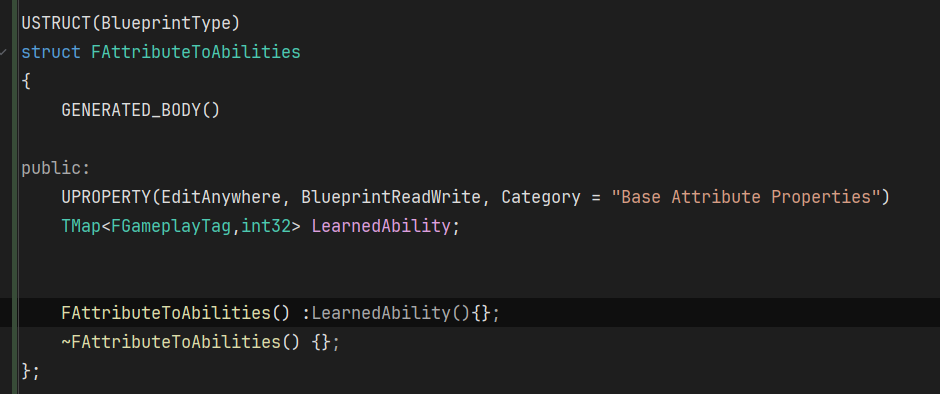 USTRUCT(BlueprintType)
struct FAttributeToAbilities
{
GENERATED_BODY()
public:
UPROPERTY(EditAnywhere, BlueprintReadWrite, Category = "Base Attribute Properties")
TMap<FGameplayTag,int32> LearnedAbility;
FAttributeToAbilities() :LearnedAbility(){};
~FAttributeToAbilities() {};
};